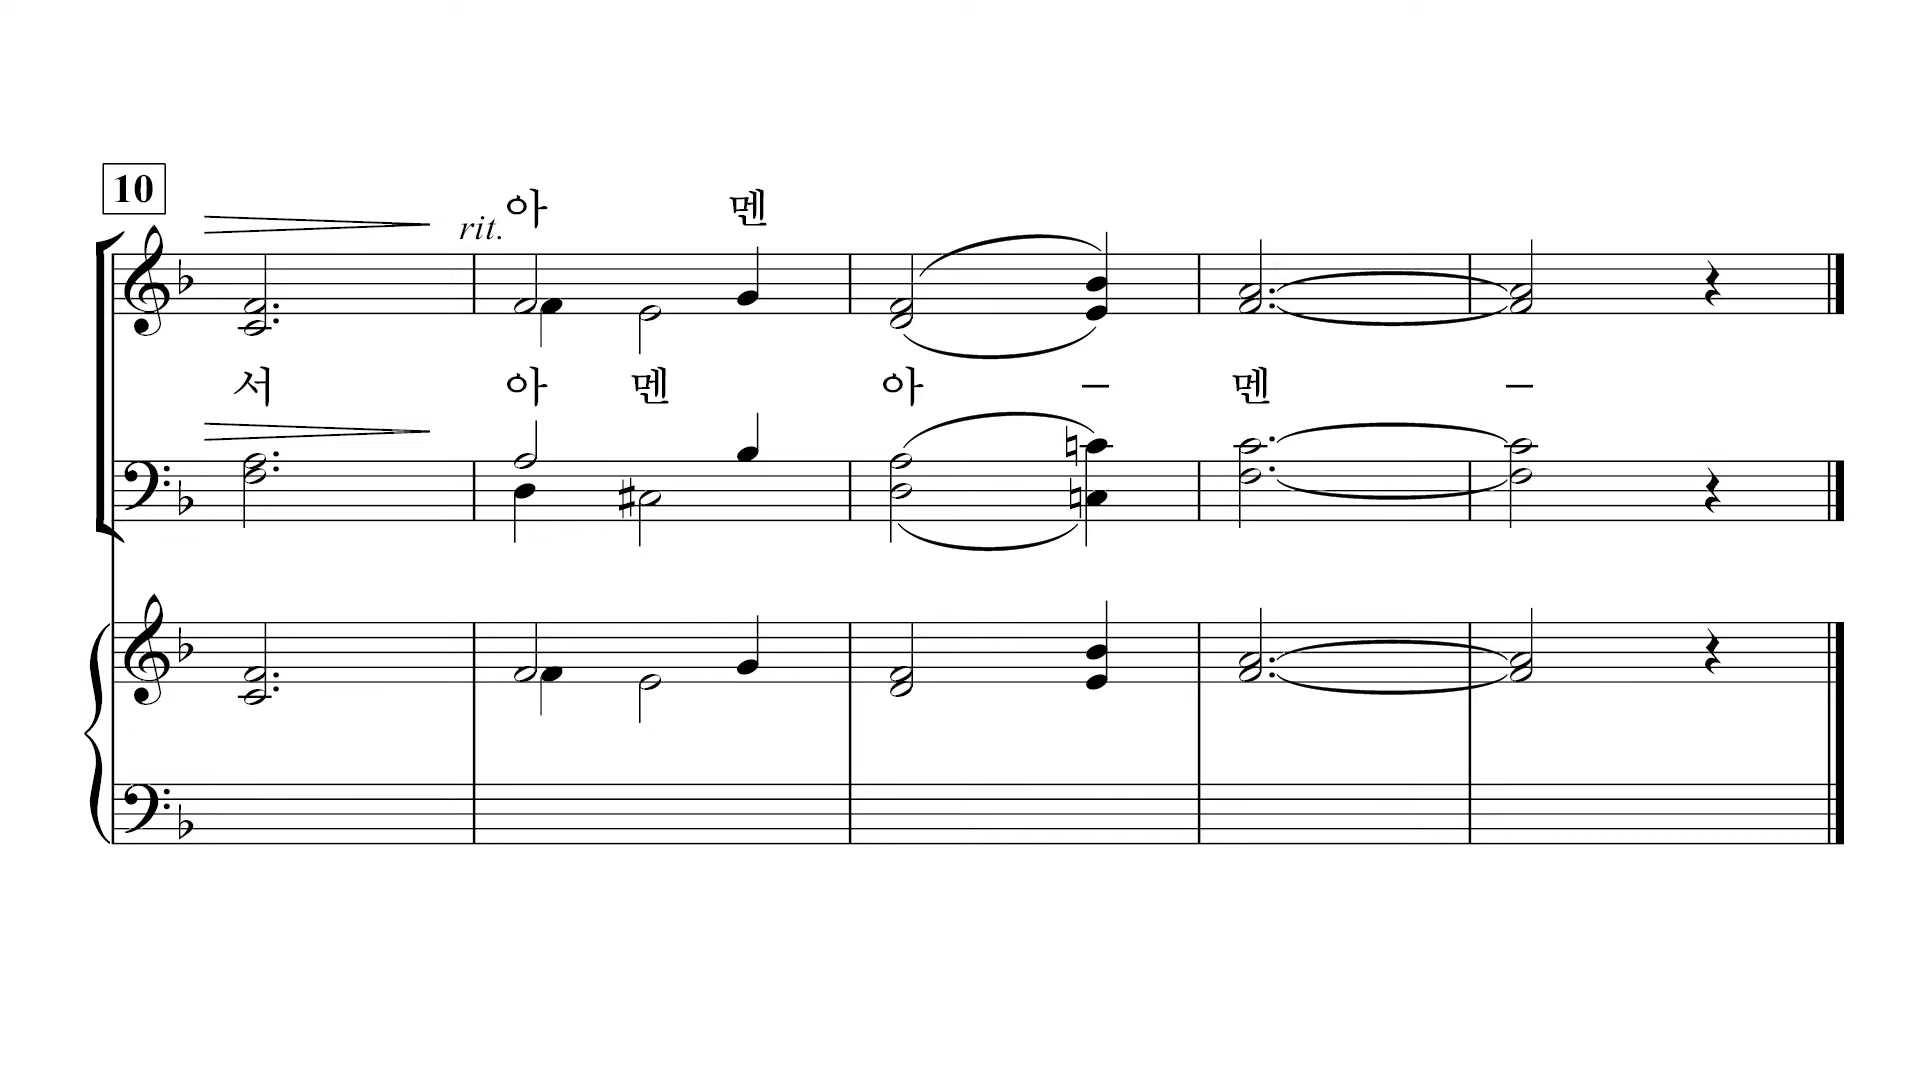 10
rit.
아 멘
서 아 멘 아 – 멘 –